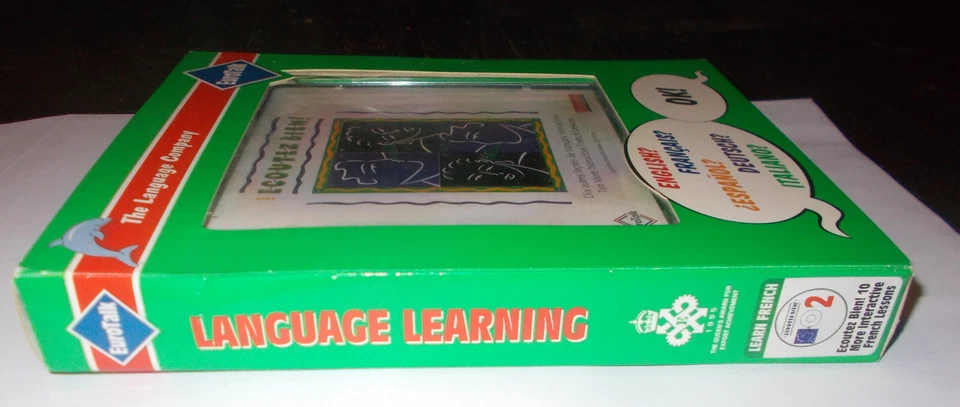 EuroTalk
The Language Company
¡ECOUTEZ BIEN!
EuroTalk
OK!
ENGLISH?
FRANÇAIS?
¿ESPAÑOL?
DEUTSCH?
ITALIANO?
EuroTalk
LANGUAGE LEARNING
1995
THE QUEEN'S AWARD FOR
EXPORT ACHIEVEMENT
LEARN FRENCH
2
Ecoutez Bien! 10
More Interactive
French Lessons